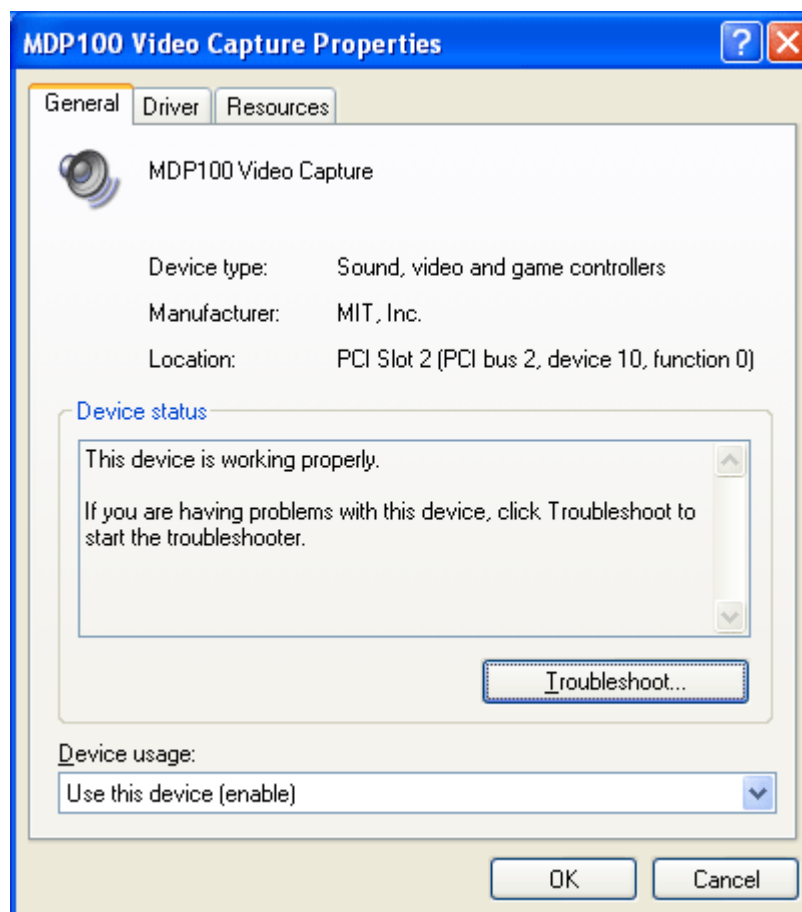 MDP100 Video Capture Properties
General Driver Resources
MDP100 Video Capture
Device type: Sound, video and game controllers
Manufacturer: MIT, Inc.
Location: PCI Slot 2 (PCI bus 2, device 10, function 0)
Device status
This device is working properly.
If you are having problems with this device, click Troubleshoot to
start the troubleshooter.
Troubleshoot...
Device usage:
Use this device (enable)
OK Cancel